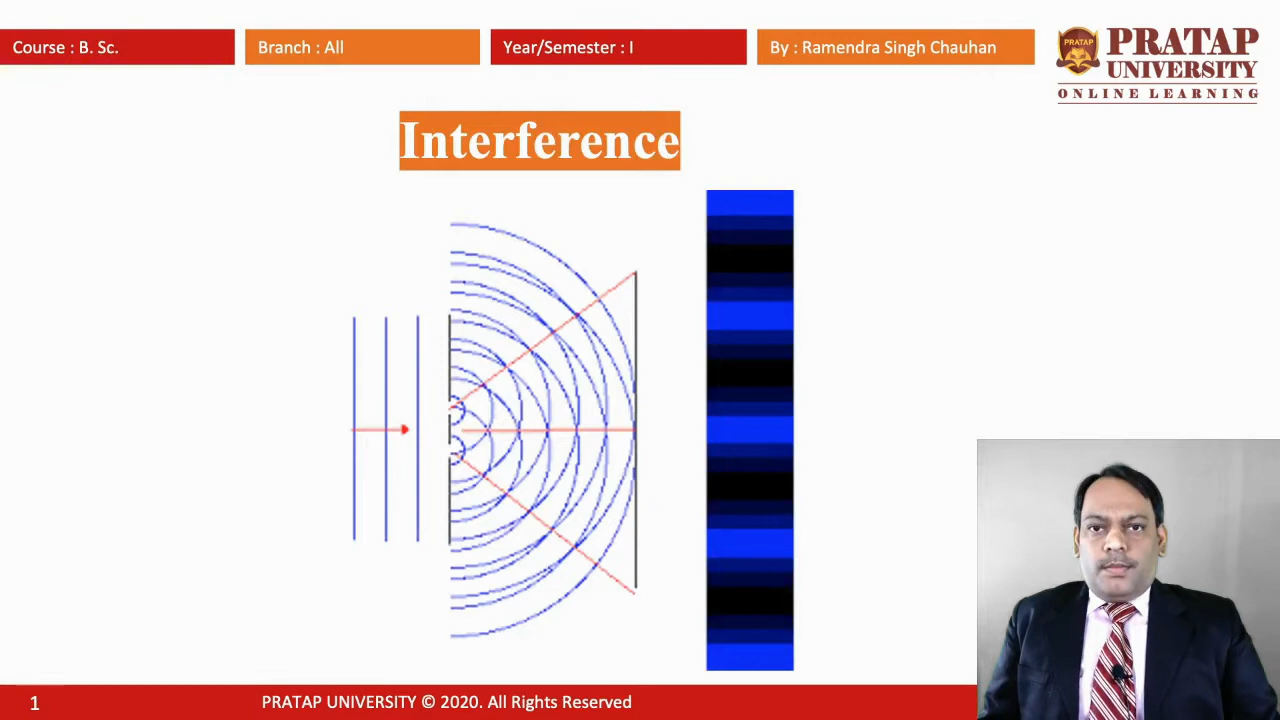 Course : B. Sc.
Branch : All
Year/Semester : I
By : Ramendra Singh Chauhan
PRATAP
PRATAP
UNIVERSITY
ONLINE LEARNING
Interference
1
PRATAP UNIVERSITY © 2020. All Rights Reserved